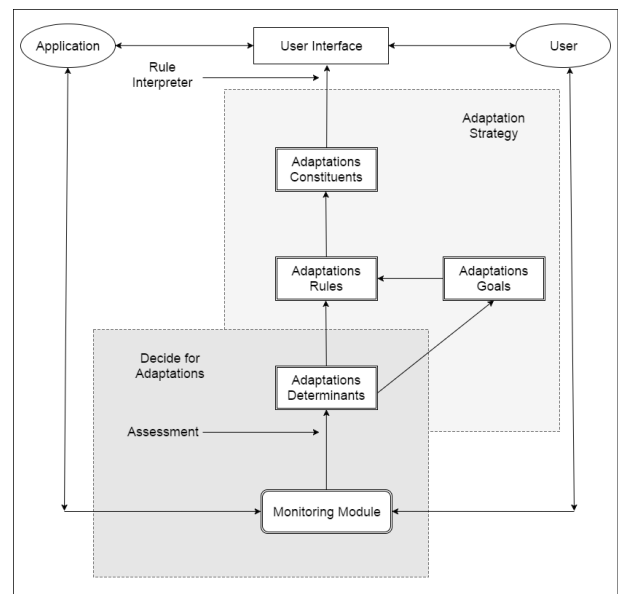 Application
User Interface
User
Rule
Interpreter
Adaptation
Strategy
Adaptations
Constituents
Adaptations
Rules
Adaptations
Goals
Decide for
Adaptations
Adaptations
Determinants
Assessment
Monitoring Module